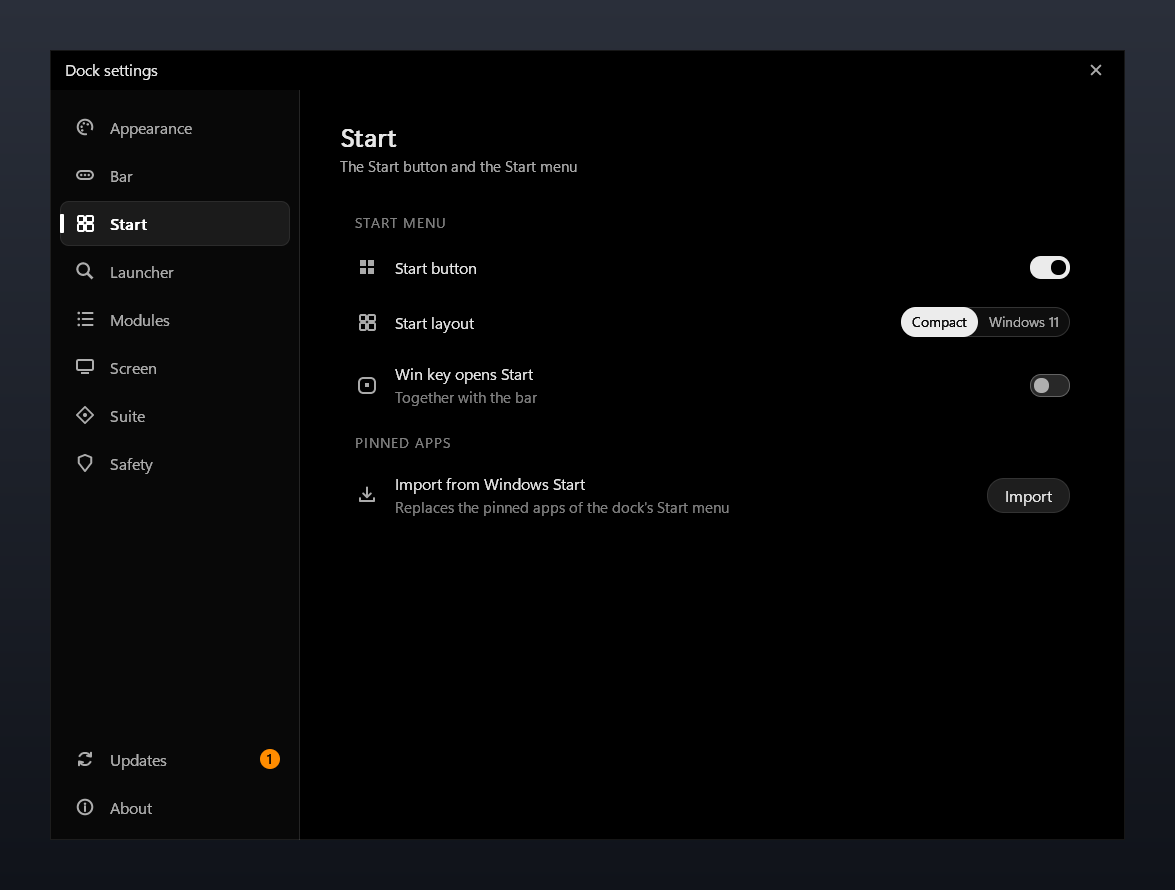 Dock settings
Appearance
Bar
Start
Launcher
Modules
Screen
Suite
Safety
Updates
1
About
Start
The Start button and the Start menu
START MENU
Start button
Start layout
Compact
Windows 11
Win key opens Start
Together with the bar
PINNED APPS
Import from Windows Start
Replaces the pinned apps of the dock's Start menu
Import